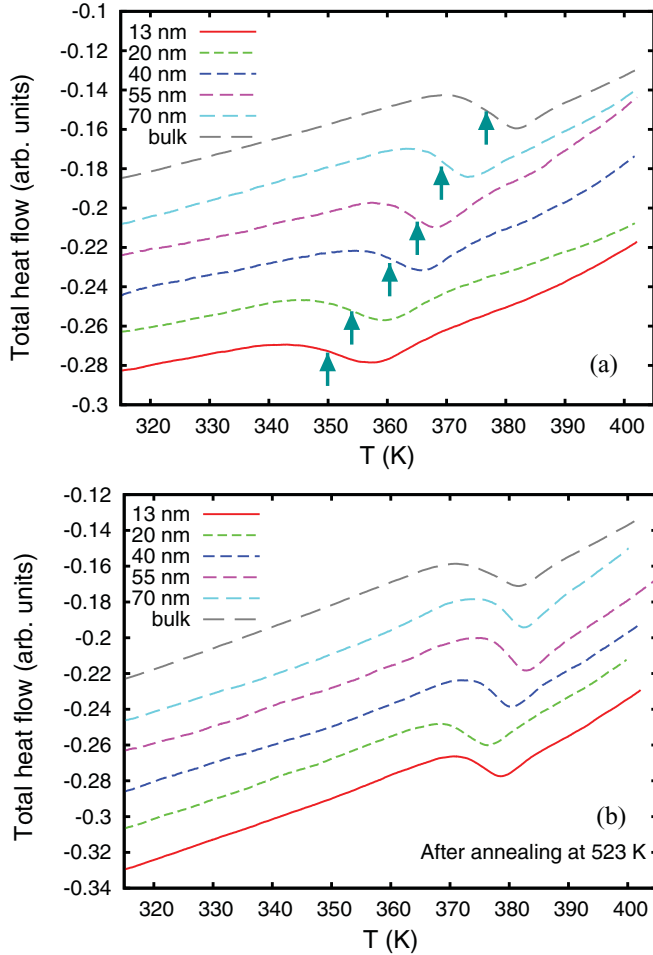 -0.1
-0.14
-0.16
-0.18
-0.2
-0.22
-0.24
-0.26
-0.28
-0.3
Total heat flow (arb. units)
13 nm
20 nm
40 nm
55 nm
70 nm
bulk
(a)
320 330 340 350 360 370 380 390 400
T (K)
-0.12
-0.14
-0.16
-0.18
-0.2
-0.22
-0.24
-0.26
-0.28
-0.3
-0.32
-0.34
Total heat flow (arb. units)
13 nm
20 nm
40 nm
55 nm
70 nm
bulk
(b)
After annealing at 523 K
320 330 340 350 360 370 380 390 400
T (K)